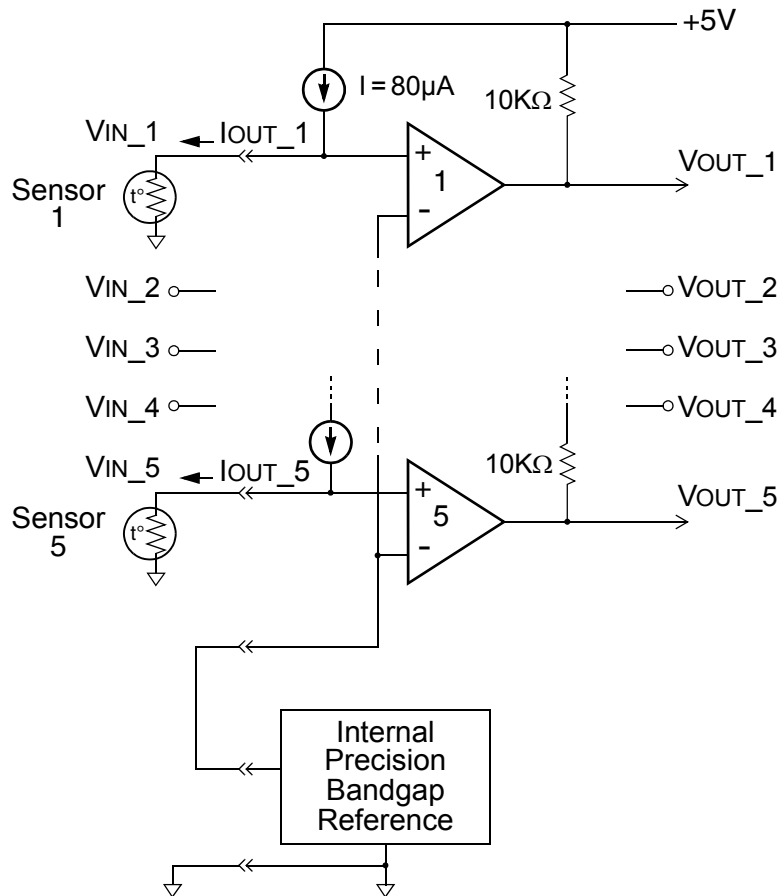 +5V
I = 80µA
10KΩ
VIN_1
IOUT_1
+
1
-
VOUT_1
Sensor
1
t°
VIN_2
VOUT_2
VIN_3
VOUT_3
VIN_4
VOUT_4
VIN_5
IOUT_5
10KΩ
+
5
-
VOUT_5
Sensor
5
t°
Internal
Precision
Bandgap
Reference